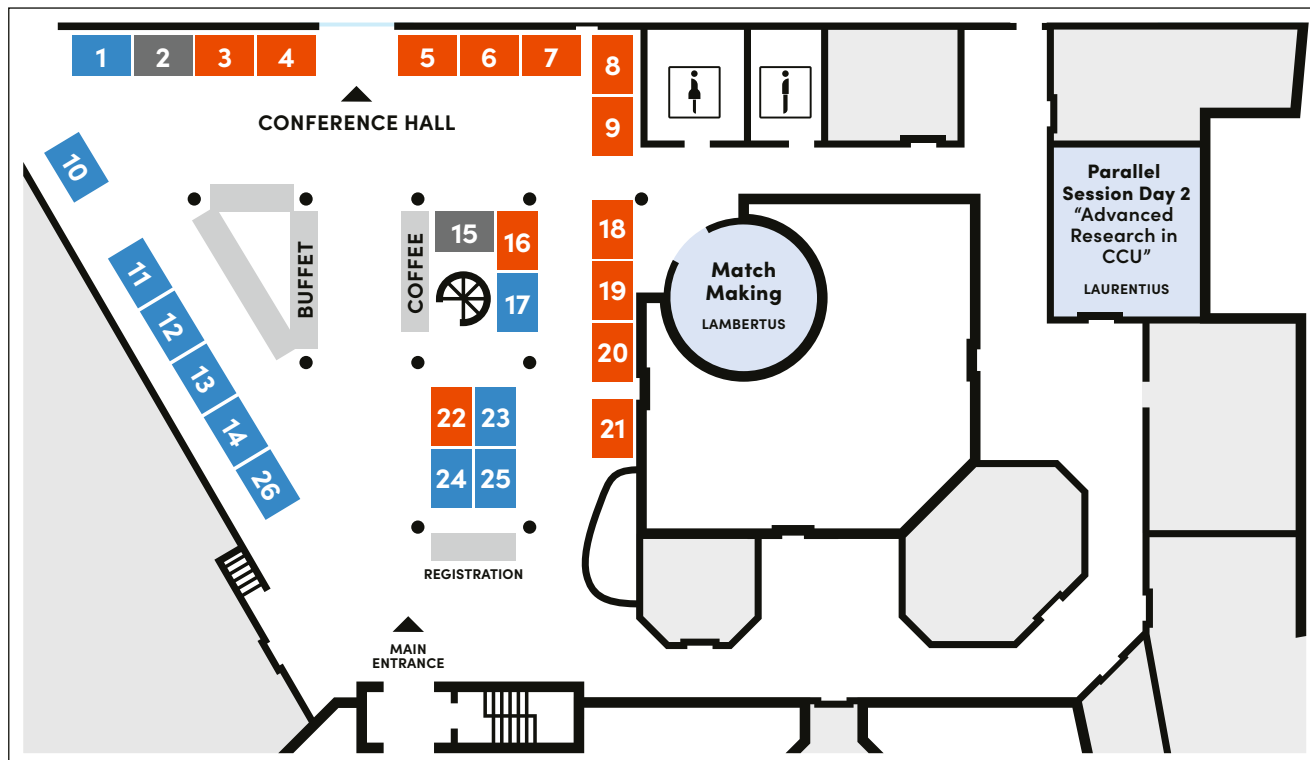 1
2
3
4
5
6
7
8
9
CONFERENCE HALL
10
11
12
13
14
26
BUFFET
COFFEE
15
16
17
18
19
20
21
22
23
24
25
REGISTRATION
MAIN
ENTRANCE
Match
Making
LAMBERTUS
Parallel
Session Day 2
“Advanced
Research in
CCU”
LAURENTIUS